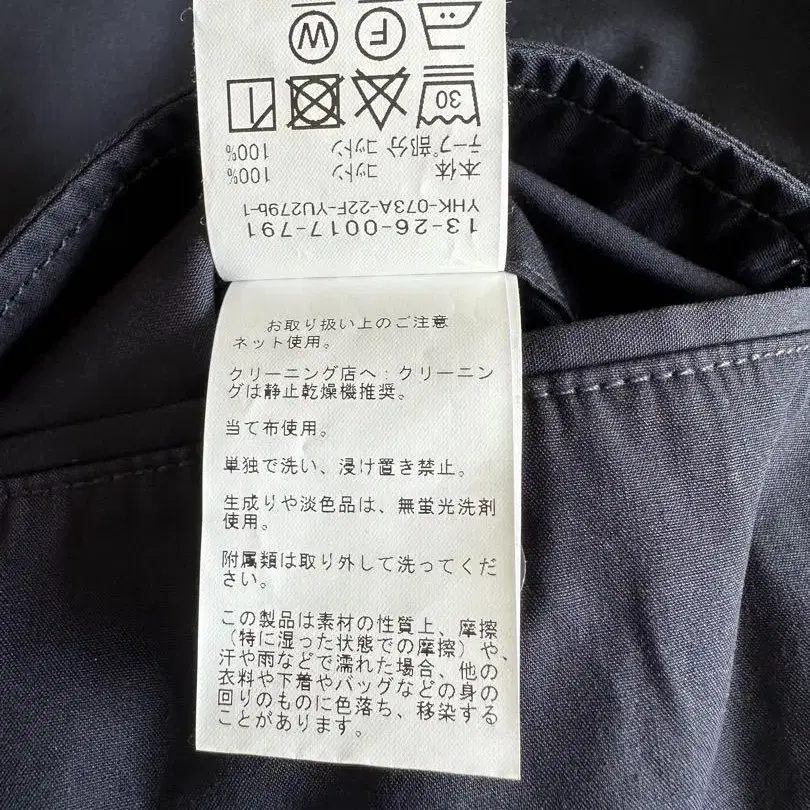 13-26-0017-791
YHK-073A-22F-YU279b-1
本体 コットン 100%
テープ部分 コットン 100%
30
F W
お取り扱い上のご注意
ネット使用。
クリーニング店へ：クリーニン
グは静止乾燥機推奨。
当て布使用。
単独で洗い、浸け置き禁止。
生成りや淡色品は、無蛍光洗剤
使用。
附属類は取り外して洗ってくだ
さい。
この製品は素材の性質上、摩擦
（特に湿った状態での摩擦）や、
汗や雨などで濡れた場合、他の
衣料や下着やバッグなどの身の
回りのものに色落ち、移染する
ことがあります。